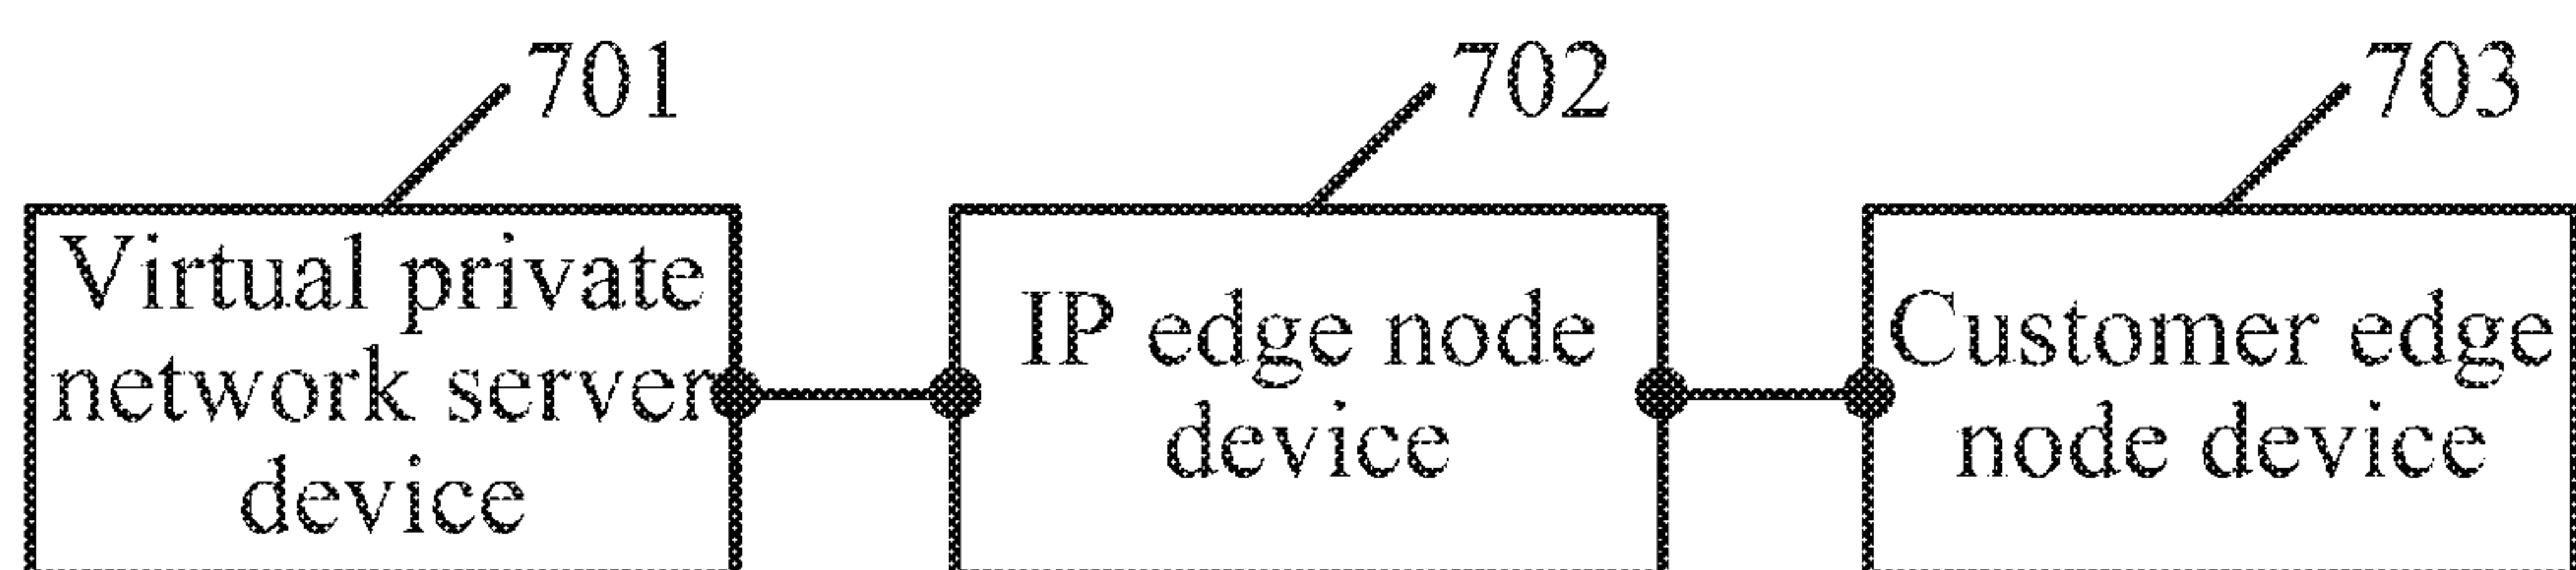 701
702
703
Virtual private
network server
device
IP edge node
device
Customer edge
node device